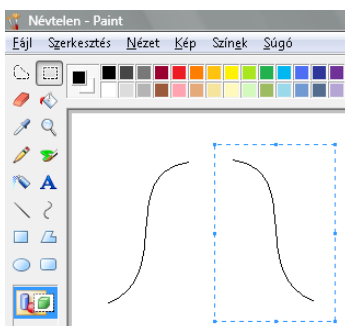 Névtelen - Paint
Fájl Szerkesztés Nézet Kép Színek Súgó
A